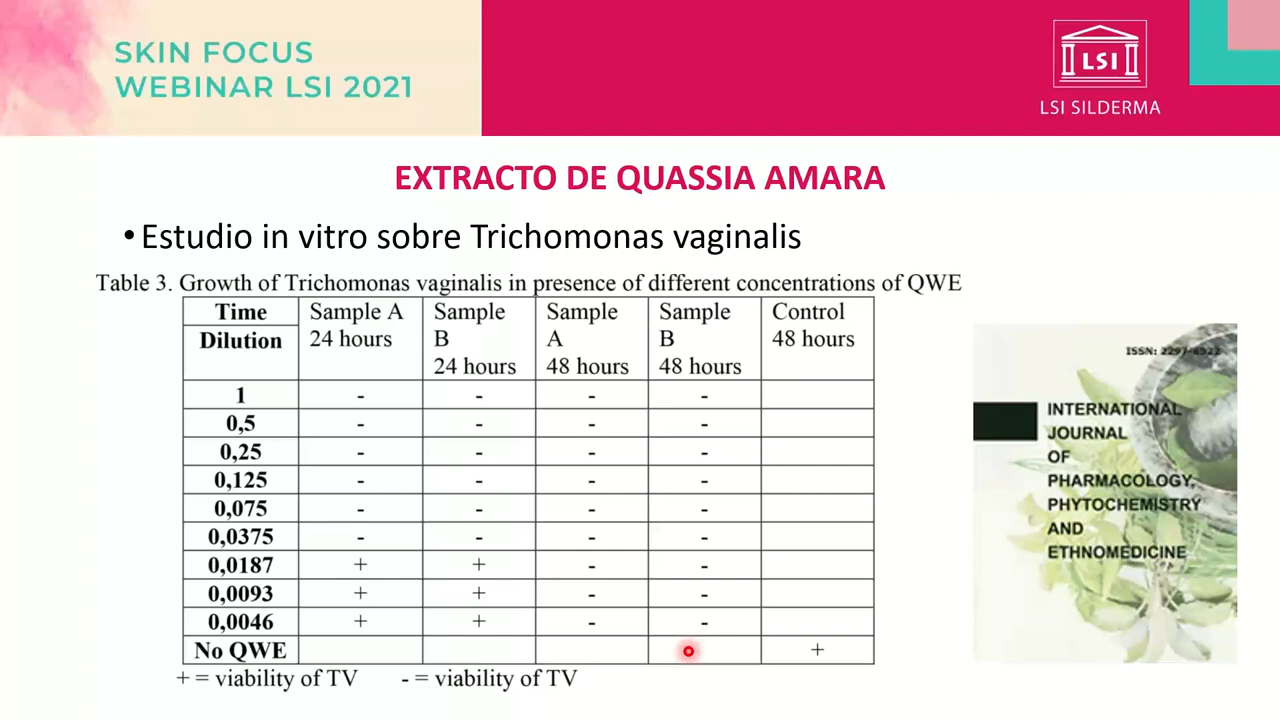 SKIN FOCUS
WEBINAR LSI 2021
LSI
LSI SILDERMA
EXTRACTO DE QUASSIA AMARA
• Estudio in vitro sobre Trichomonas vaginalis
Table 3. Growth of Trichomonas vaginalis in presence of different concentrations of QWE
Time Dilution | Sample A 24 hours | Sample B 24 hours | Sample A 48 hours | Sample B 48 hours | Control 48 hours
1 - - - -
0,5 - - - -
0,25 - - - -
0,125 - - - -
0,075 - - - -
0,0375 - - - -
0,0187 + + - -
0,0093 + + - -
0,0046 + + - -
No QWE +
+ = viability of TV - = viability of TV
ISSN: 2297-6922
INTERNATIONAL
JOURNAL
OF
PHARMACOLOGY,
PHYTOCHEMISTRY
AND
ETHNOMEDICINE